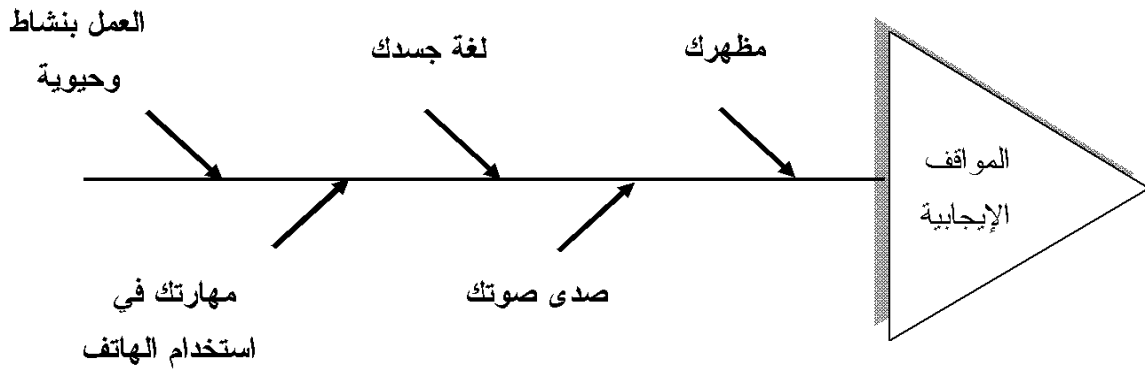 مظهرك
لغة جسدك
العمل بنشاط
وحيوية
المواقف
الإيجابية
صدى صوتك
مهارتك في
استخدام الهاتف